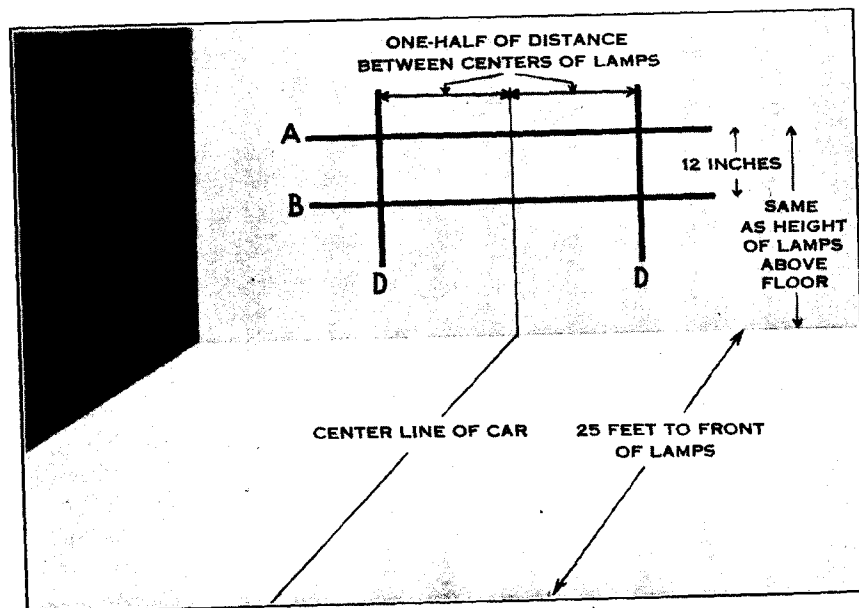 ONE-HALF OF DISTANCE
BETWEEN CENTERS OF LAMPS
A
12 INCHES
B
SAME
AS HEIGHT
OF LAMPS
ABOVE
FLOOR
D
D
CENTER LINE OF CAR
25 FEET TO FRONT
OF LAMPS